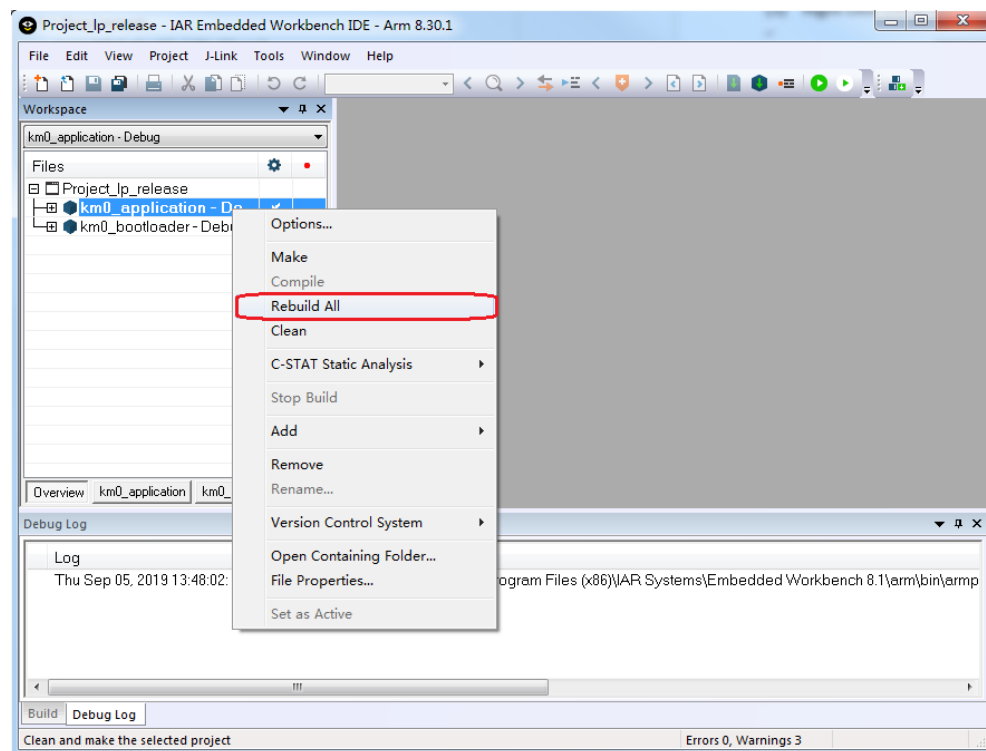 Project_lp_release - IAR Embedded Workbench IDE - Arm 8.30.1
File Edit View Project J-Link Tools Window Help
Workspace
km0_application - Debug
Files
Project_lp_release
km0_application - De
km0_bootloader - Deb
Options...
Make
Compile
Rebuild All
Clean
C-STAT Static Analysis
Stop Build
Add
Remove
Rename...
Version Control System
Open Containing Folder...
File Properties...
Set as Active
Overview km0_application km0_
Debug Log
Log
Thu Sep 05, 2019 13:48:02: ogram Files (x86)\IAR Systems\Embedded Workbench 8.1\arm\bin\armp
Build Debug Log
Clean and make the selected project Errors 0, Warnings 3